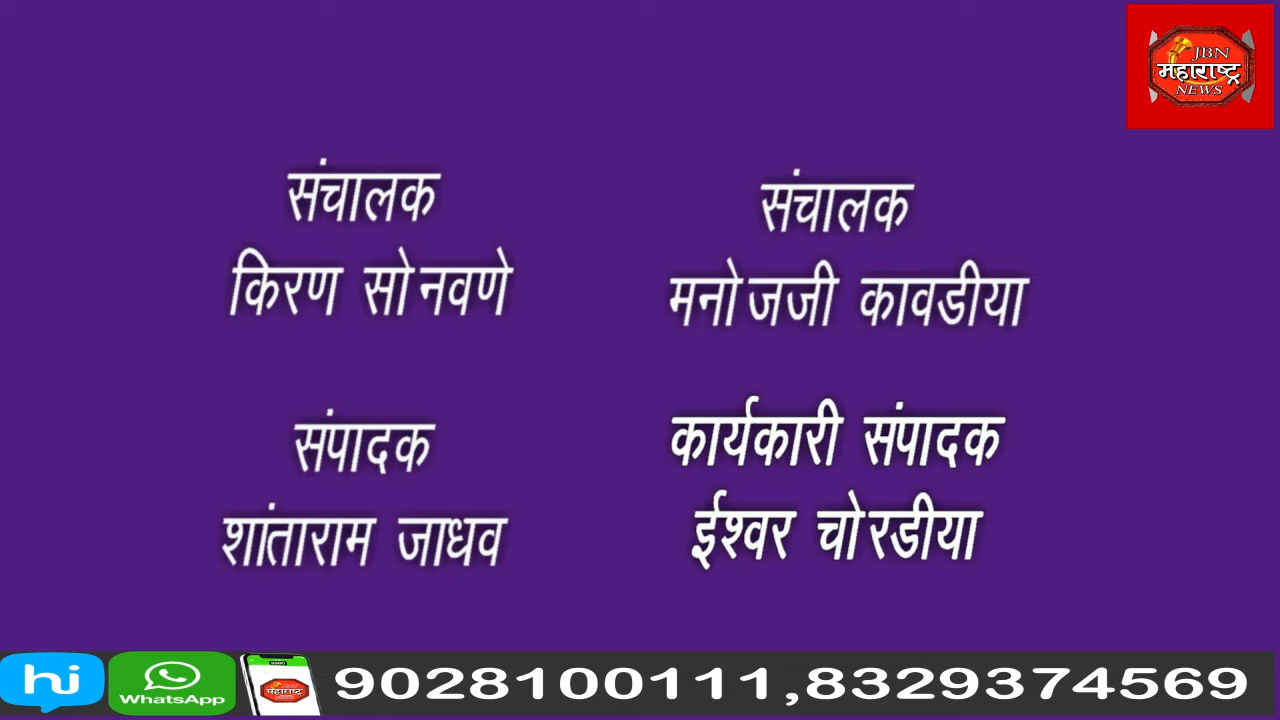 JBN
महाराष्ट्र
NEWS
संचालक
किरण सोनवणे
संचालक
मनोजजी कावडीया
संपादक
शांताराम जाधव
कार्यकारी संपादक
ईश्वर चोरडीया
hi
WhatsApp
महाराष्ट्र
9028100111,8329374569